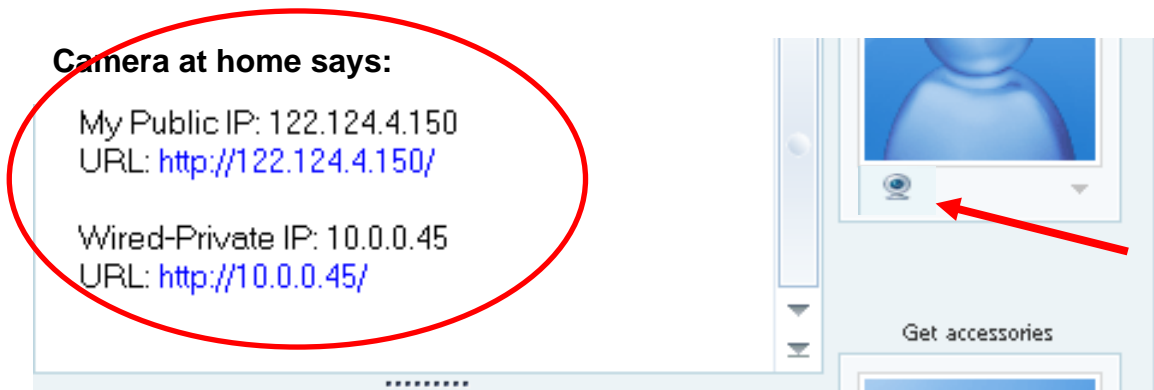 Camera at home says:
My Public IP: 122.124.4.150
URL: http://122.124.4.150/
Wired-Private IP: 10.0.0.45
URL: http://10.0.0.45/
Get accessories